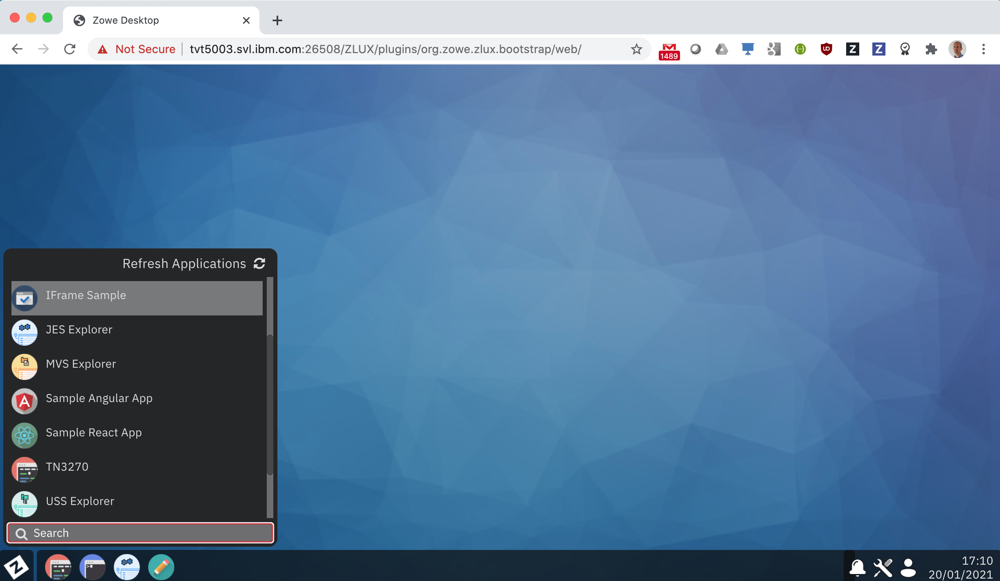 Zowe Desktop
Not Secure
tvt5003.svl.ibm.com:26508/ZLUX/plugins/org.zowe.zlux.bootstrap/web/
1489
Refresh Applications
IFrame Sample
JES Explorer
MVS Explorer
Sample Angular App
Sample React App
TN3270
USS Explorer
Search
17:10
20/01/2021